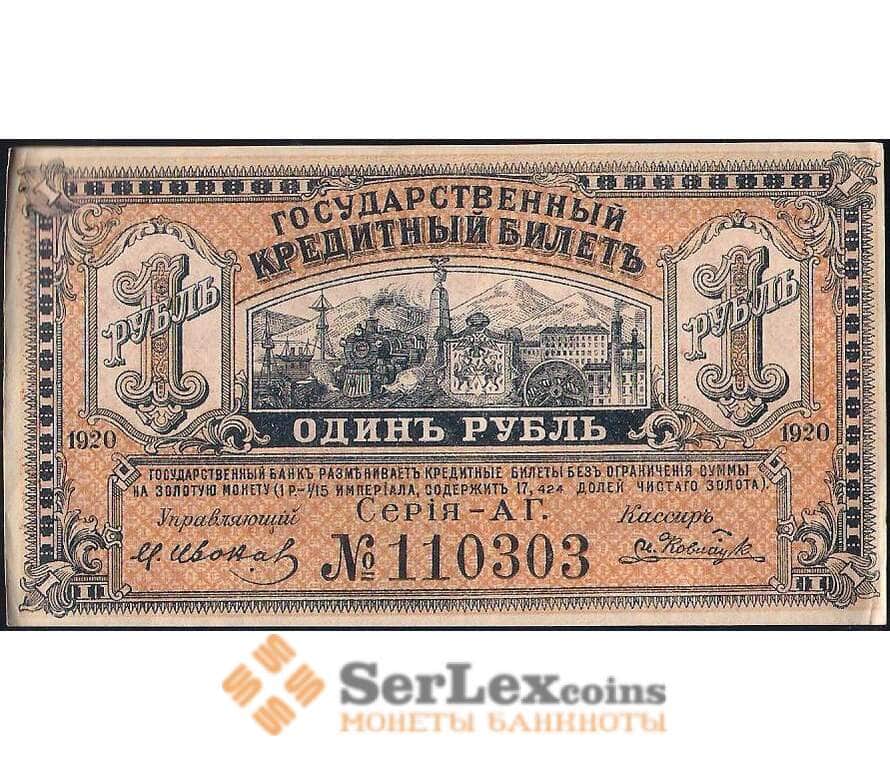 1
1
ГОСУДАРСТВЕННЫЙ
КРЕДИТНЫЙ БИЛЕТЪ
1 РУБЛЬ
1 РУБЛЬ
1920
ОДИНЪ РУБЛЬ
1920
ГОСУДАРСТВЕННЫЙ БАНКЪ РАЗМѢНИВАЕТЪ КРЕДИТНЫЕ БИЛЕТЫ БЕЗЪ ОГРАНИЧЕНІЯ СУММЫ
НА ЗОЛОТУЮ МОНЕТУ (1 Р.-1/15 ИМПЕРІАЛА, СОДЕРЖИТЪ 17,424 ДОЛЕЙ ЧИСТАГО ЗОЛОТА).
Управляющій
Серія-АГ.
Кассиръ
№ 110303
SerLexcoins
МОНЕТЫ БАНКНОТЫ